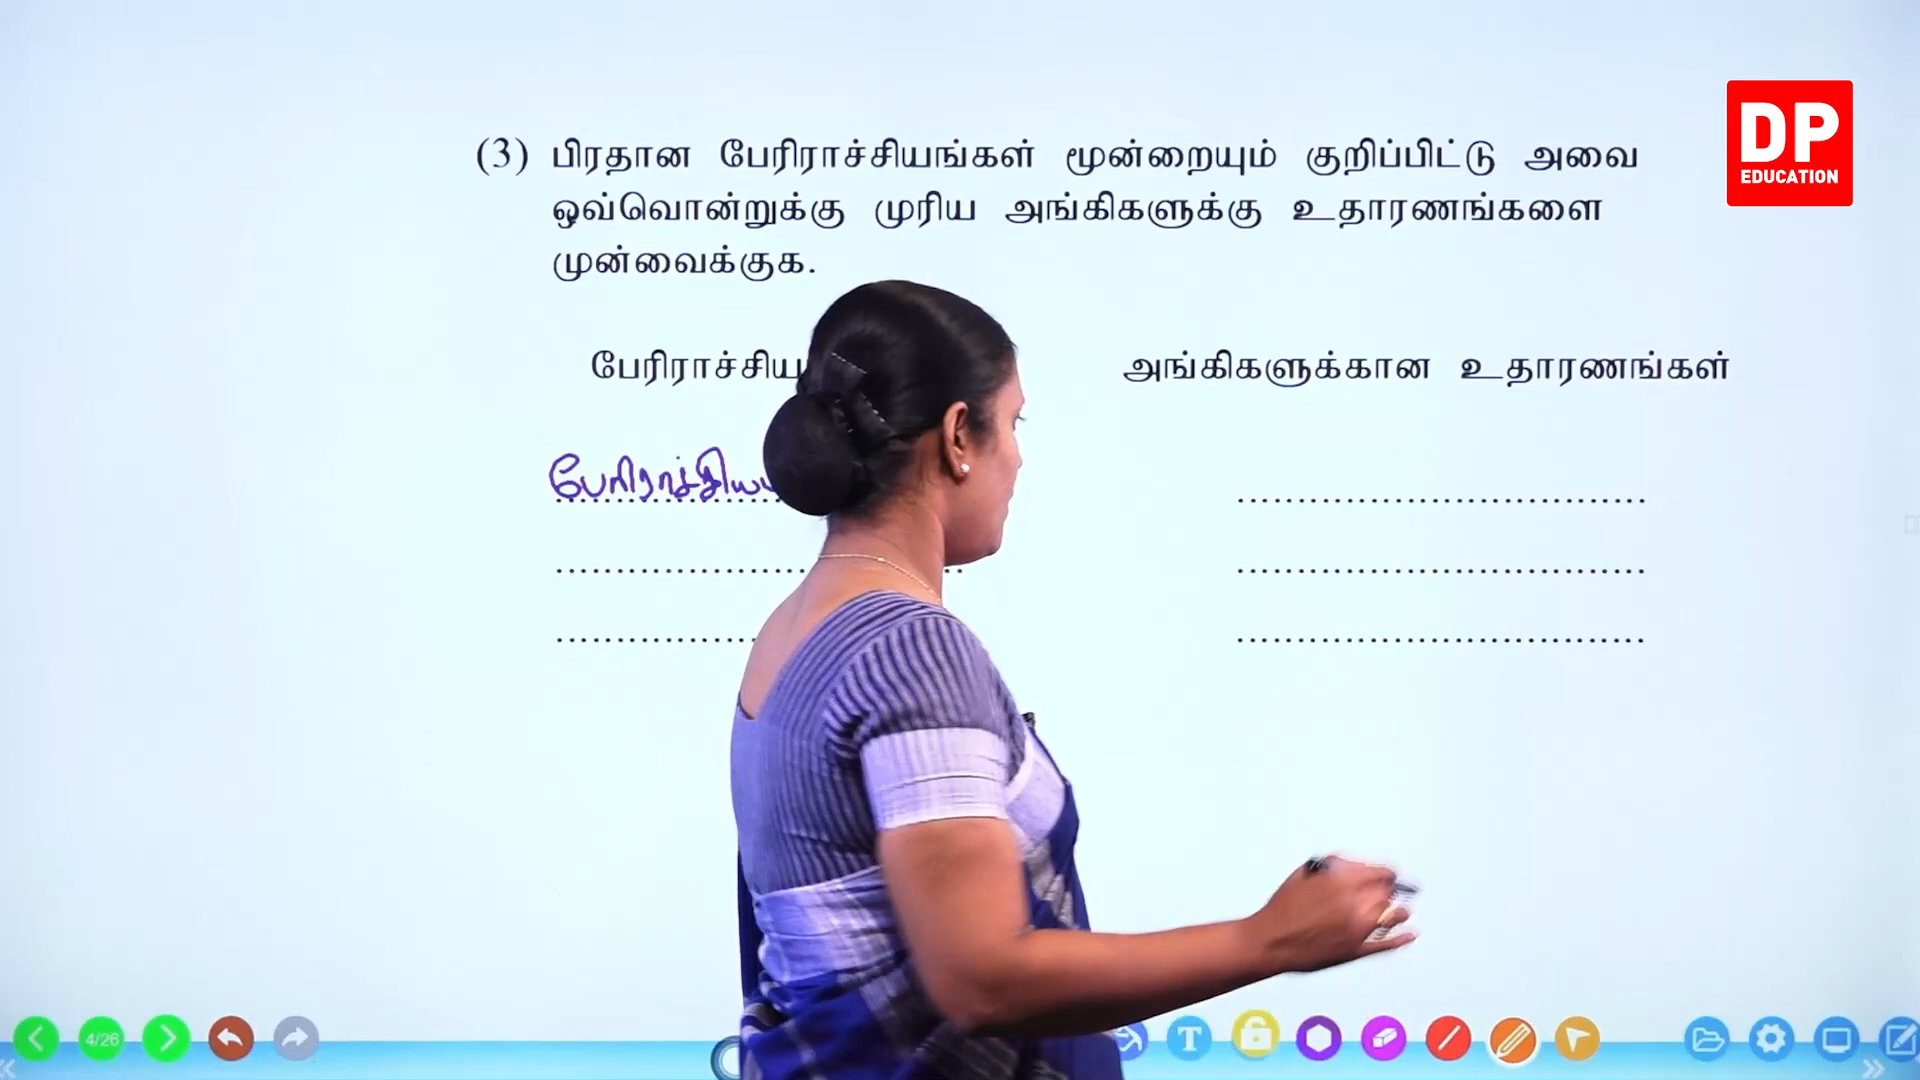 DP
EDUCATION
(3) பிரதான பேரிராச்சியங்கள் மூன்றையும் குறிப்பிட்டு அவை
ஒவ்வொன்றுக்கு முரிய அங்கிகளுக்கு உதாரணங்களை
முன்வைக்குக.
பேரிராச்சிய அங்கிகளுக்கான உதாரணங்கள்
பேரிராச்சியம்
4/26
T